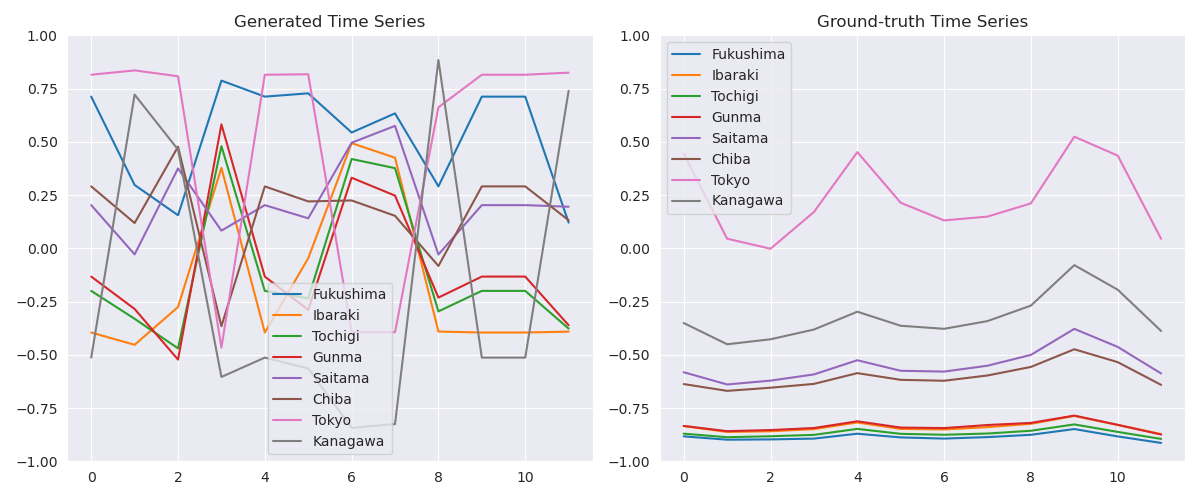 Generated Time Series
1.00
0.75
0.50
0.25
0.00
−0.25
−0.50
−0.75
−1.00
0 2 4 6 8 10
Fukushima
Ibaraki
Tochigi
Gunma
Saitama
Chiba
Tokyo
Kanagawa
Ground-truth Time Series
1.00
0.75
0.50
0.25
0.00
−0.25
−0.50
−0.75
−1.00
0 2 4 6 8 10
Fukushima
Ibaraki
Tochigi
Gunma
Saitama
Chiba
Tokyo
Kanagawa